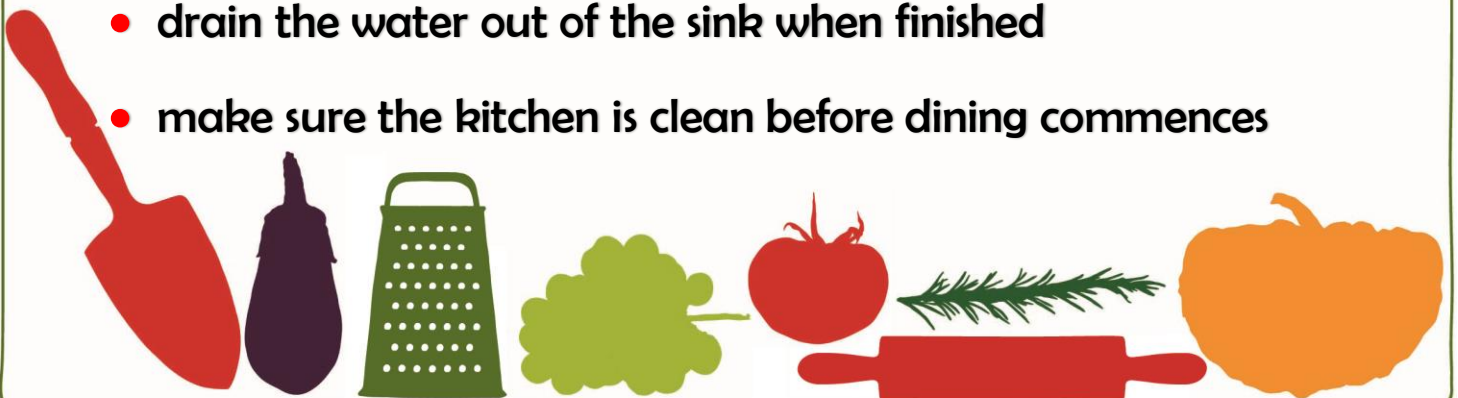 • drain the water out of the sink when finished
• make sure the kitchen is clean before dining commences